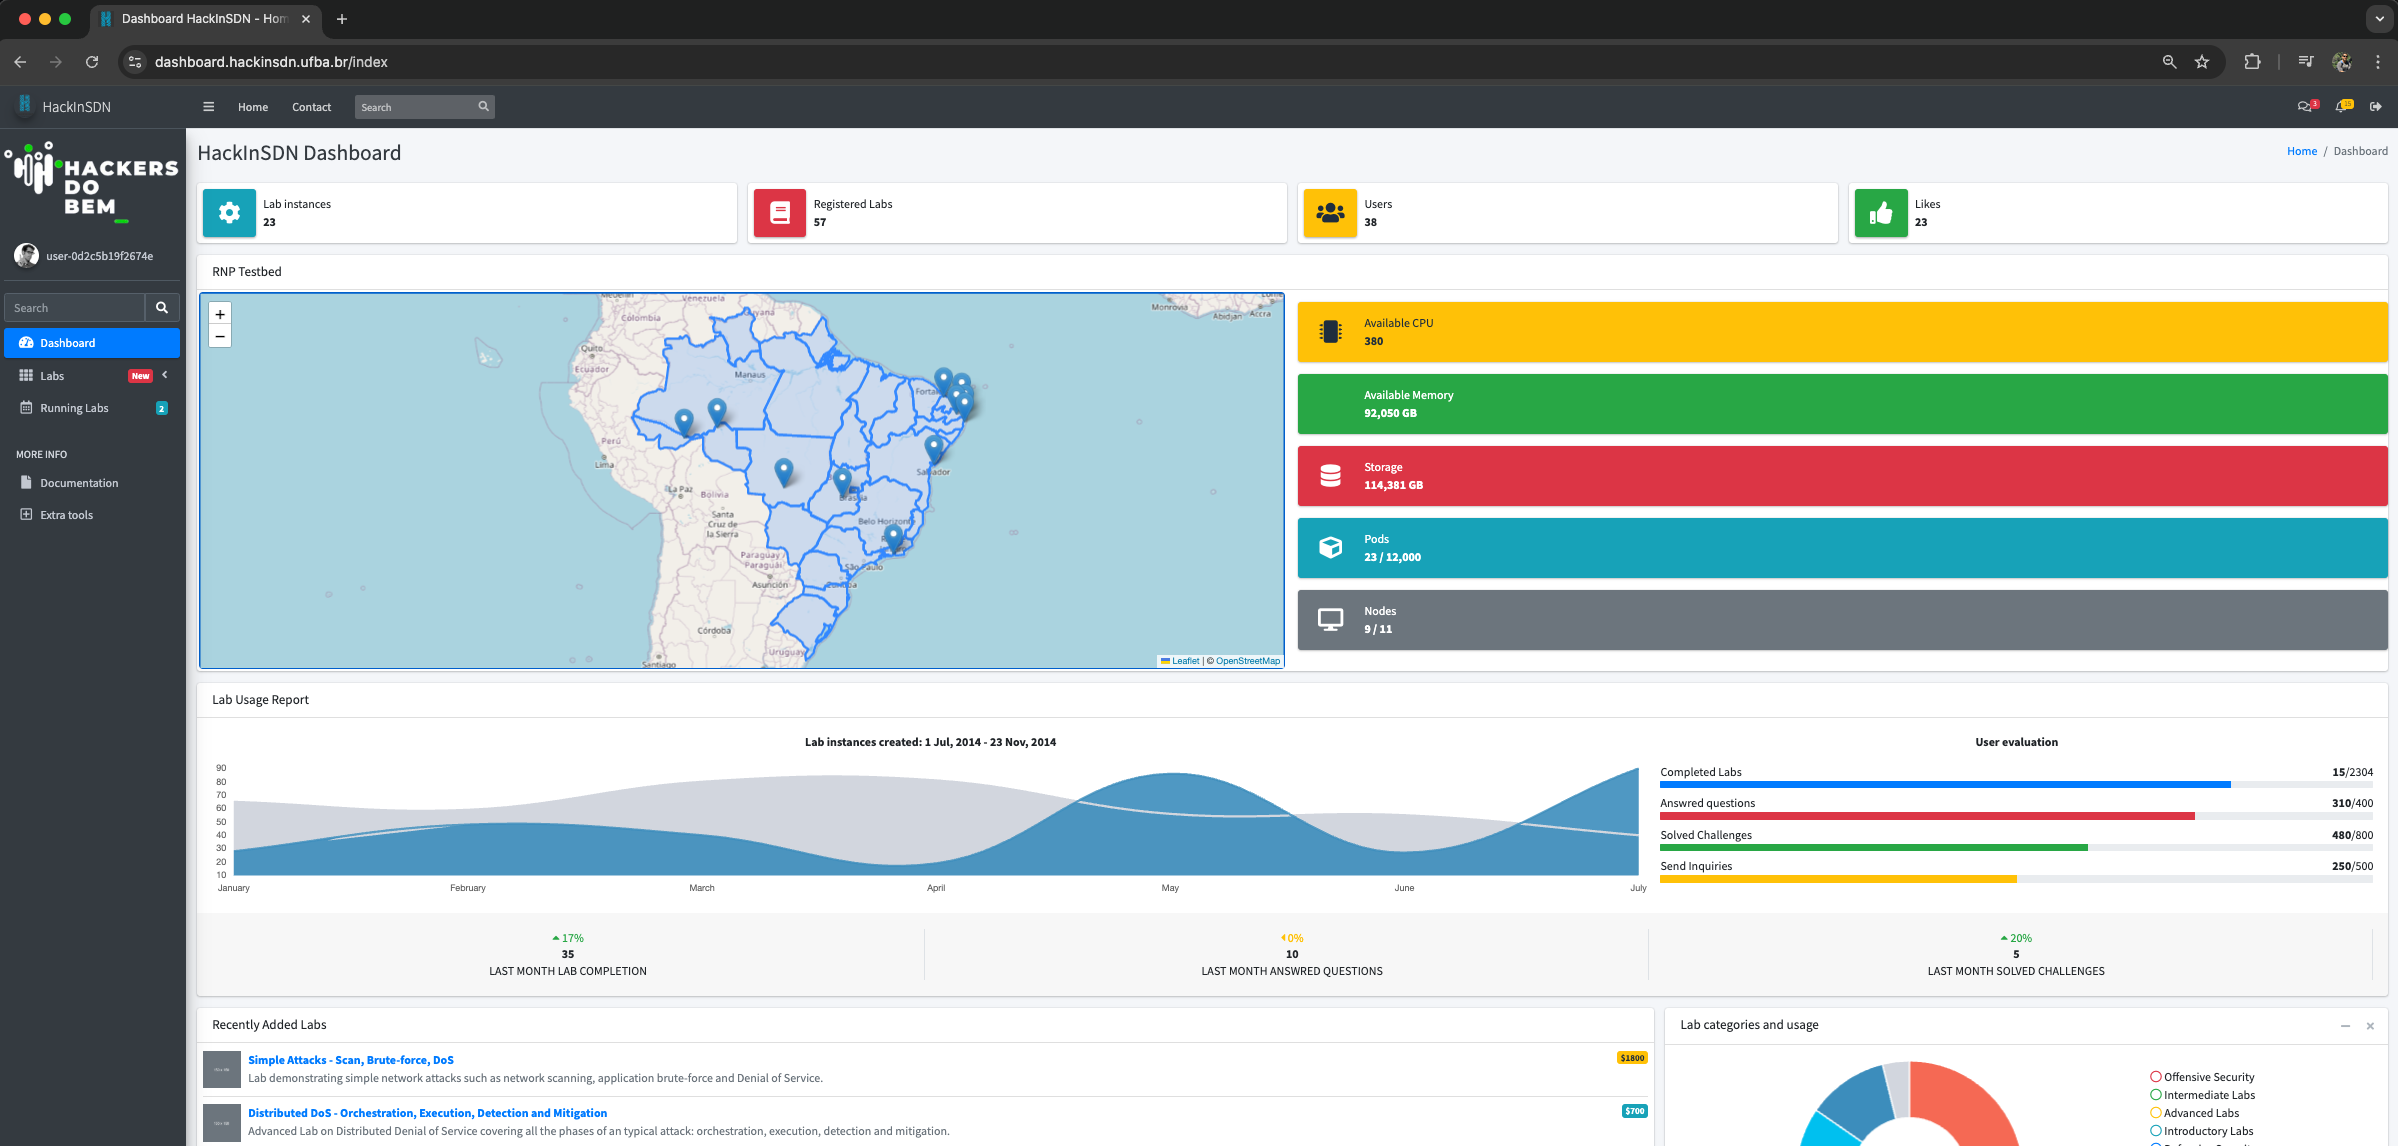 Dashboard HackInSDN - Hom
dashboard.hackinsdn.ufba.br/index
HackInSDN
Home
Contact
Search
3
15
HACKERS
DO
BEM_
user-0d2c5b19f2674e
Search
Dashboard
Labs
New
Running Labs
2
MORE INFO
Documentation
Extra tools
HackInSDN Dashboard
Home / Dashboard
Lab instances
23
Registered Labs
57
Users
38
Likes
23
RNP Testbed
+
−
Medellín
Venezuela
Guyana
Colombia
Quito
Ecuador
Manaus
Fortal
Perú
Lima
La Paz
Bolivia
Santa
Cruz de
la Sierra
Salvador
Brasília
Belo Horizonte
São Paulo
Paraguay /
Paraguái
Asunción
Curitiba
Córdoba
Uruguay
Santiago
Monrovia
Abidjan
Accra
Leaflet | © OpenStreetMap
Available CPU
380
Available Memory
92,050 GB
Storage
114,381 GB
Pods
23 / 12,000
Nodes
9 / 11
Lab Usage Report
Lab instances created: 1 Jul, 2014 - 23 Nov, 2014
90
80
70
60
50
40
30
20
10
January
February
March
April
May
June
July
User evaluation
Completed Labs
15/2304
Answred questions
310/400
Solved Challenges
480/800
Send Inquiries
250/500
17%
35
LAST MONTH LAB COMPLETION
0%
10
LAST MONTH ANSWRED QUESTIONS
20%
5
LAST MONTH SOLVED CHALLENGES
Recently Added Labs
Simple Attacks - Scan, Brute-force, DoS
$1800
Lab demonstrating simple network attacks such as network scanning, application brute-force and Denial of Service.
Distributed DoS - Orchestration, Execution, Detection and Mitigation
$700
Advanced Lab on Distributed Denial of Service covering all the phases of an typical attack: orchestration, execution, detection and mitigation.
Lab categories and usage
Offensive Security
Intermediate Labs
Advanced Labs
Introductory Labs